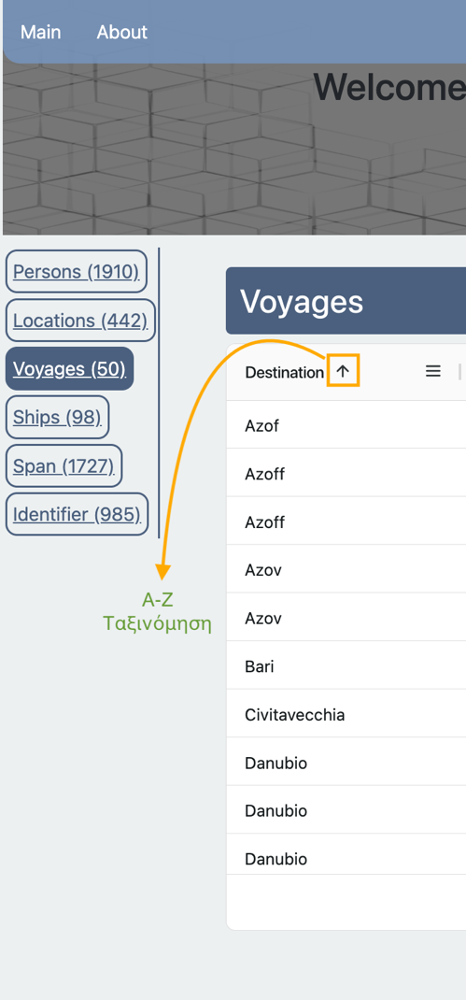 Main About
Welcome
Persons (1910)
Locations (442)
Voyages (50)
Ships (98)
Span (1727)
Identifier (985)
Voyages
Destination
Azof
Azoff
Azoff
Azov
Azov
Bari
Civitavecchia
Danubio
Danubio
Danubio
A-Z
Ταξινόμηση